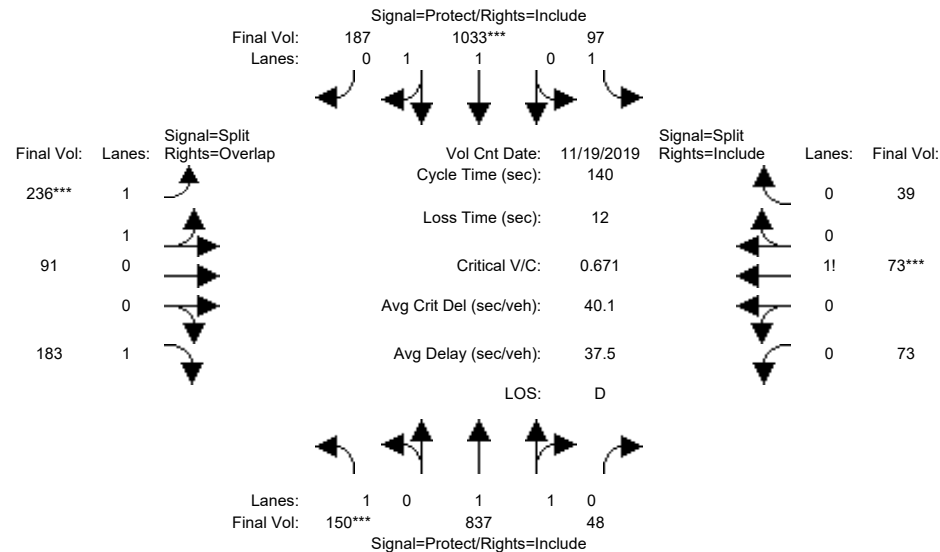 Signal=Protect/Rights=Include
Final Vol: 187 1033*** 97
Lanes: 0 1 1 0 1
Signal=Split Signal=Split
Final Vol: Lanes: Rights=Overlap Vol Cnt Date: 11/19/2019 Rights=Include Lanes: Final Vol:
Cycle Time (sec): 140
236*** 1 0 39
Loss Time (sec): 12
1 0
91 0 Critical V/C: 0.671 1! 73***
0 Avg Crit Del (sec/veh): 40.1 0
183 1 Avg Delay (sec/veh): 37.5 0 73
LOS: D
Lanes: 1 0 1 1 0
Final Vol: 150*** 837 48
Signal=Protect/Rights=Include